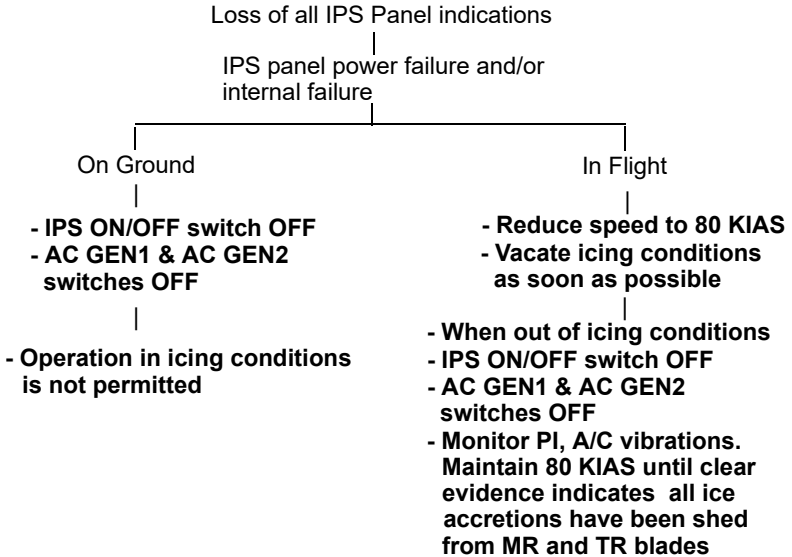 Loss of all IPS Panel indications
IPS panel power failure and/or
internal failure
On Ground
- IPS ON/OFF switch OFF
- AC GEN1 & AC GEN2
switches OFF
- Operation in icing conditions
is not permitted
In Flight
- Reduce speed to 80 KIAS
- Vacate icing conditions
as soon as possible
- When out of icing conditions
- IPS ON/OFF switch OFF
- AC GEN1 & AC GEN2
switches OFF
- Monitor PI, A/C vibrations.
Maintain 80 KIAS until clear
evidence indicates all ice
accretions have been shed
from MR and TR blades